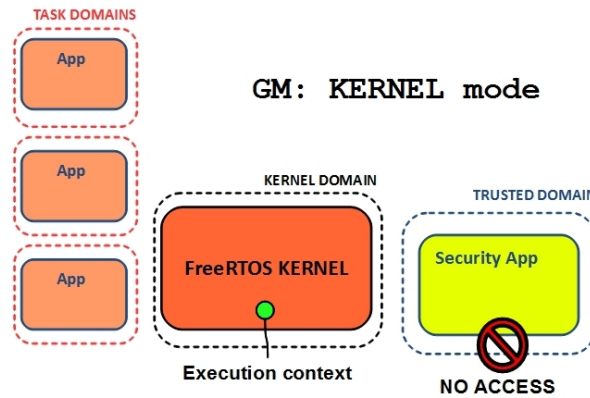 TASK DOMAINS
App
GM: KERNEL mode
App
KERNEL DOMAIN
TRUSTED DOMAIN
FreeRTOS KERNEL
Security App
App
Execution context
NO ACCESS